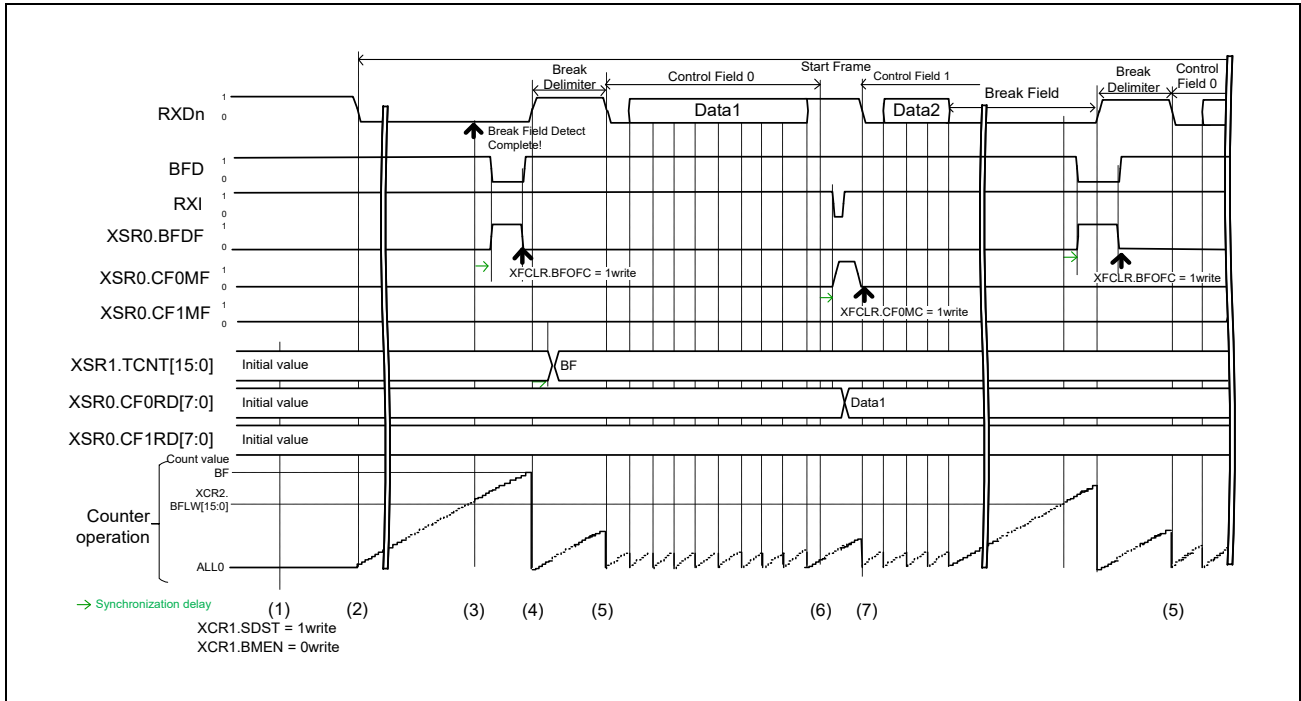 Start Frame
Break
Delimiter
Control Field 0
Control Field 1
Break Field
Break
Delimiter
Control
Field 0
RXDn
1
0
Data1
Data2
Break Field Detect
Complete!
BFD
1
0
RXI
1
0
XSR0.BFDF
1
0
XFCLR.BFOFC = 1write
XFCLR.BFOFC = 1write
XSR0.CF0MF
1
0
XFCLR.CF0MC = 1write
XSR0.CF1MF
1
0
XSR1.TCNT[15:0]
Initial value
BF
XSR0.CF0RD[7:0]
Initial value
Data1
XSR0.CF1RD[7:0]
Initial value
Count value
BF
XCR2.
BFLW[15:0]
Counter
operation
ALL0
Synchronization delay
(1)
(2)
(3)
(4)
(5)
(6)
(7)
(5)
XCR1.SDST = 1write
XCR1.BMEN = 0write